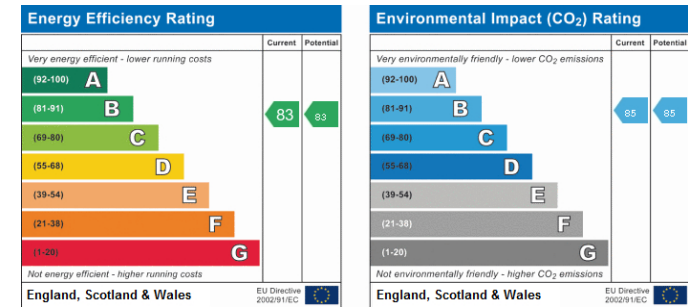 Energy Efficiency Rating
Current Potential
Very energy efficient - lower running costs
(92-100) A
(81-91) B
83 83
(69-80) C
(55-68) D
(39-54) E
(21-38) F
(1-20) G
Not energy efficient - higher running costs
England, Scotland & Wales
EU Directive
2002/91/EC
Environmental Impact (CO₂) Rating
Current Potential
Very environmentally friendly - lower CO₂ emissions
(92-100) A
(81-91) B
85 85
(69-80) C
(55-68) D
(39-54) E
(21-38) F
(1-20) G
Not environmentally friendly - higher CO₂ emissions
England, Scotland & Wales
EU Directive
2002/91/EC